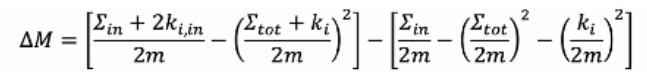 ΔM = [ (Σ_in + 2k_{i,in})/2m − ((Σ_tot + k_i)/2m)² ] − [ Σ_in/2m − (Σ_tot/2m)² − (k_i/2m)² ]